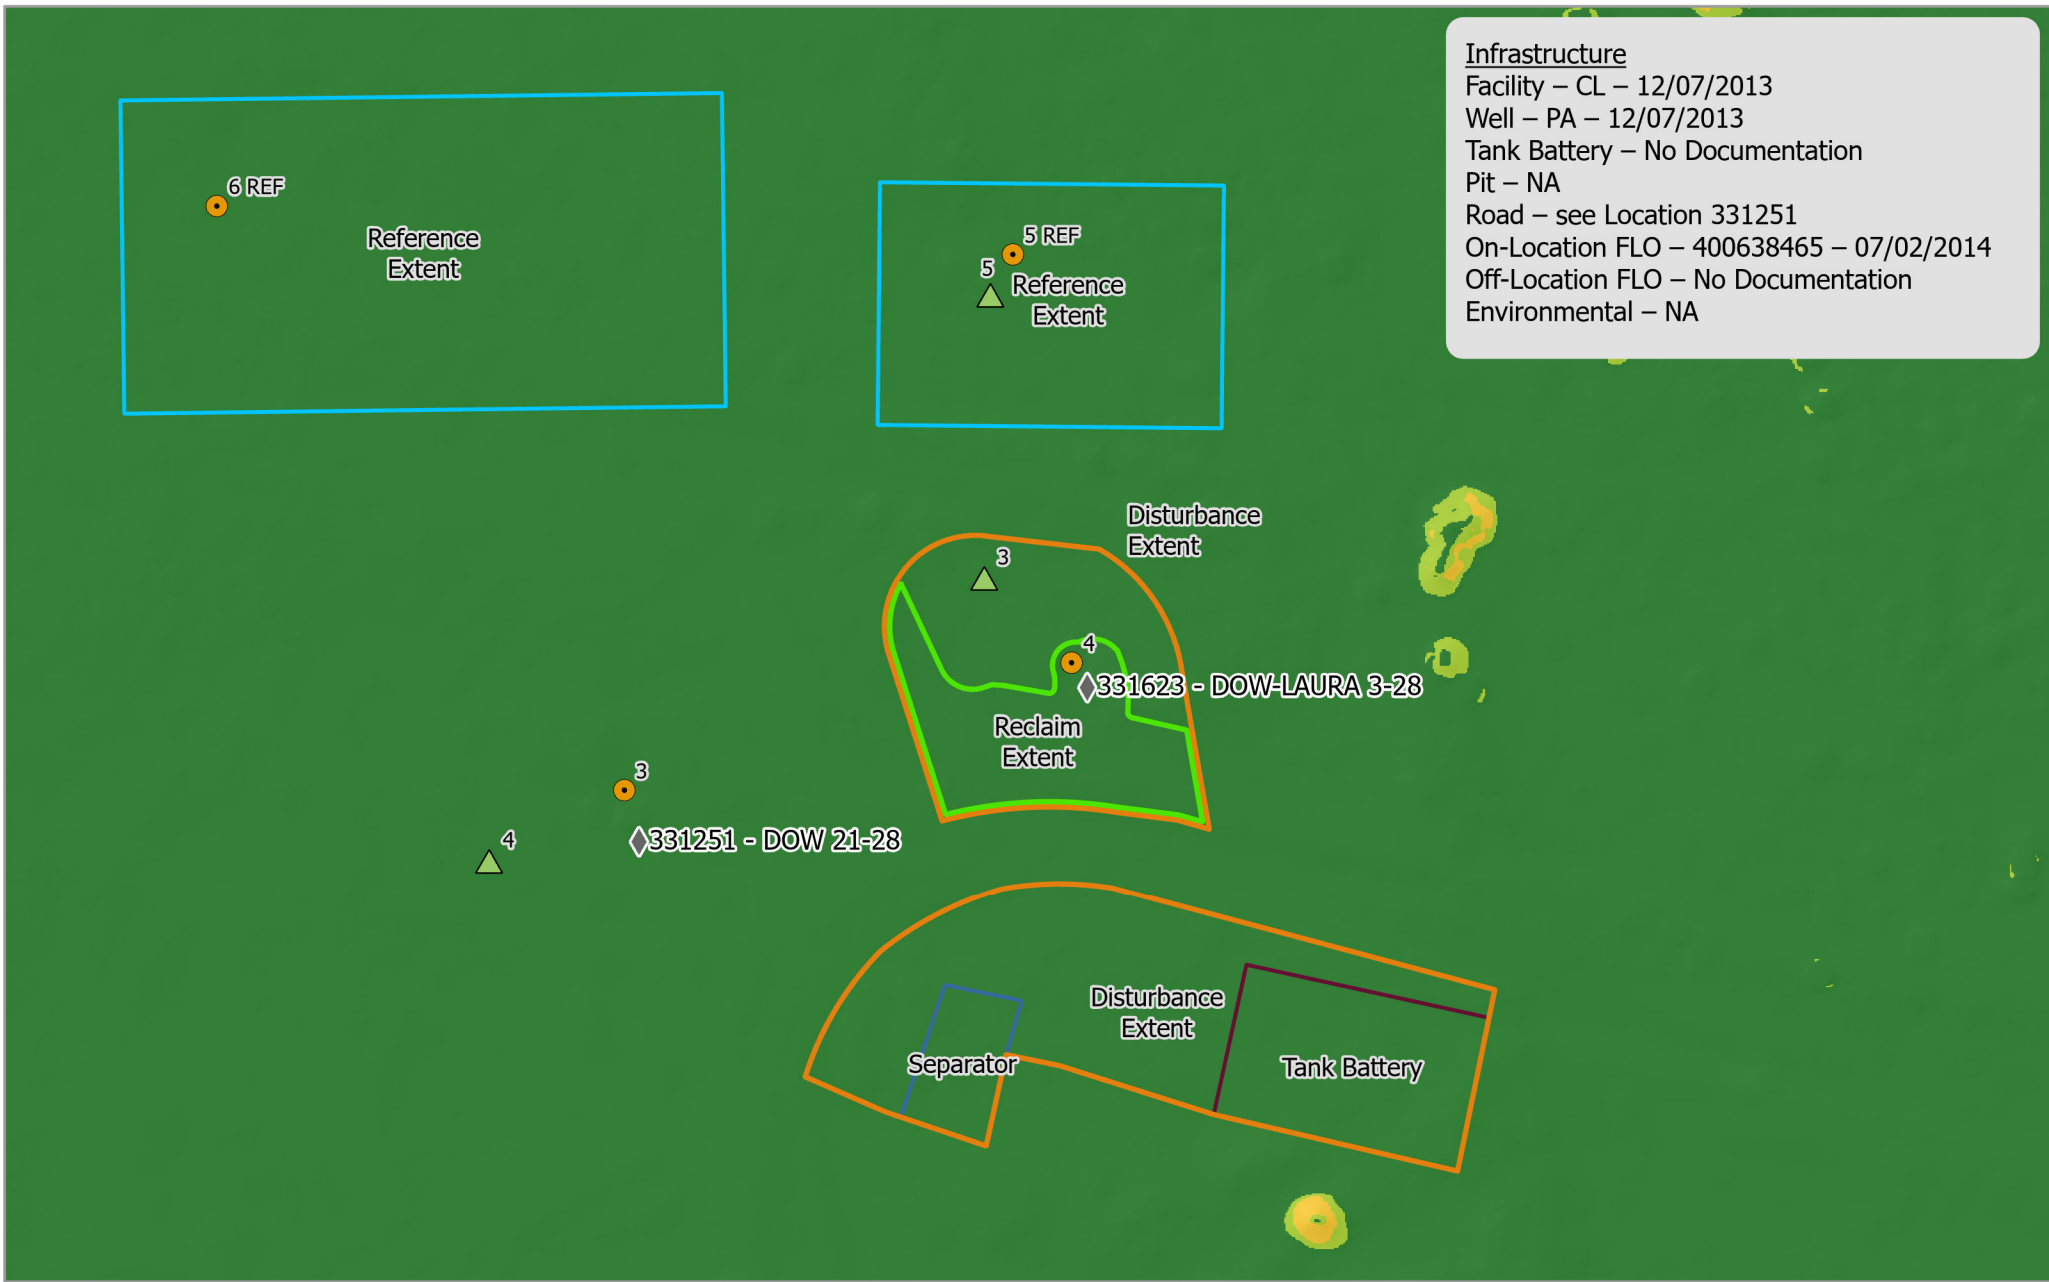 Infrastructure
Facility – CL – 12/07/2013
Well – PA – 12/07/2013
Tank Battery – No Documentation
Pit – NA
Road – see Location 331251
On-Location FLO – 400638465 – 07/02/2014
Off-Location FLO – No Documentation
Environmental – NA
6 REF
Reference
Extent
5 REF
5
Reference
Extent
Disturbance
Extent
3
4
331623 - DOW-LAURA 3-28
Reclaim
Extent
3
4
331251 - DOW 21-28
Disturbance
Extent
Separator
Tank Battery